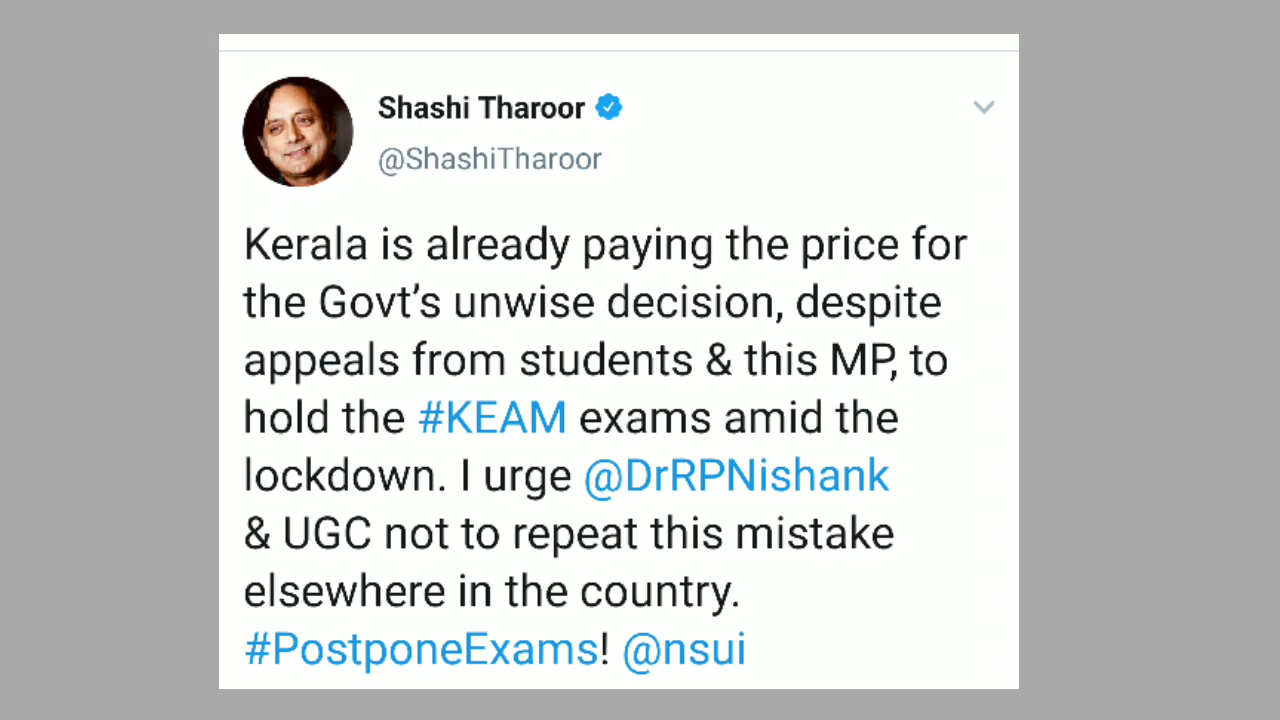 Shashi Tharoor
@ShashiTharoor
Kerala is already paying the price for
the Govt’s unwise decision, despite
appeals from students & this MP, to
hold the #KEAM exams amid the
lockdown. I urge @DrRPNishank
& UGC not to repeat this mistake
elsewhere in the country.
#PostponeExams! @nsui